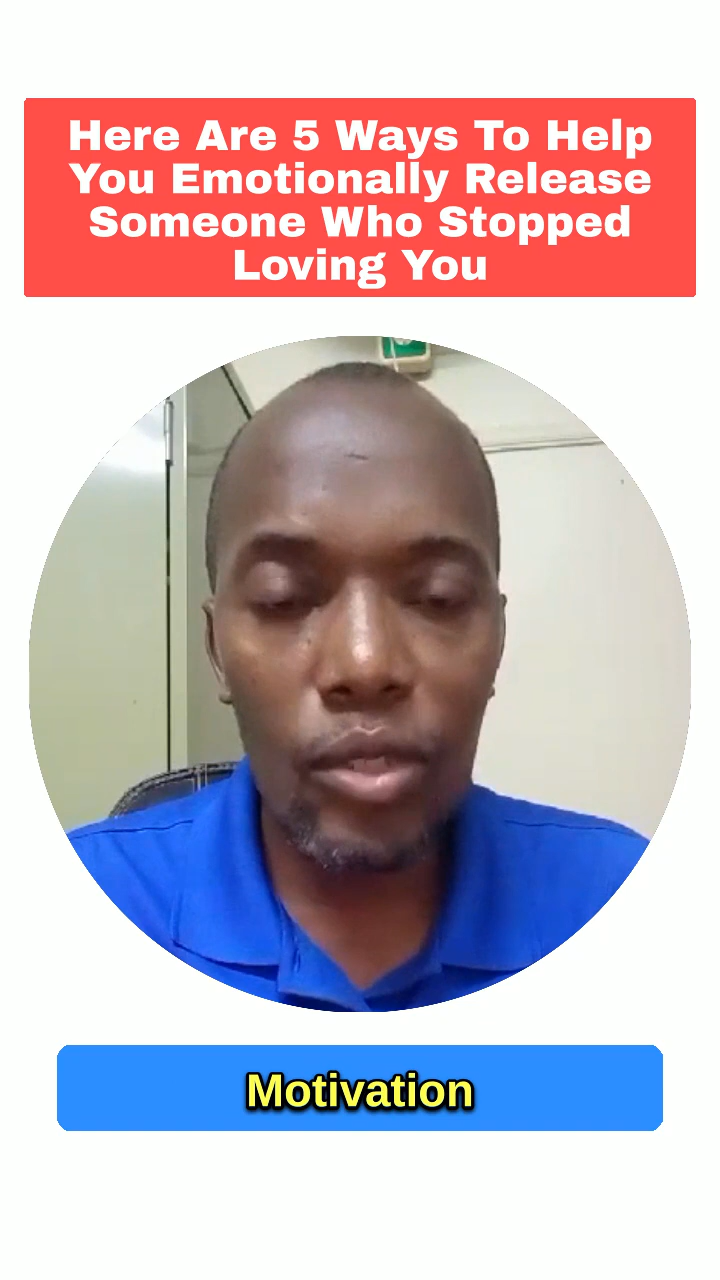 Here Are 5 Ways To Help
You Emotionally Release
Someone Who Stopped
Loving You
Motivation